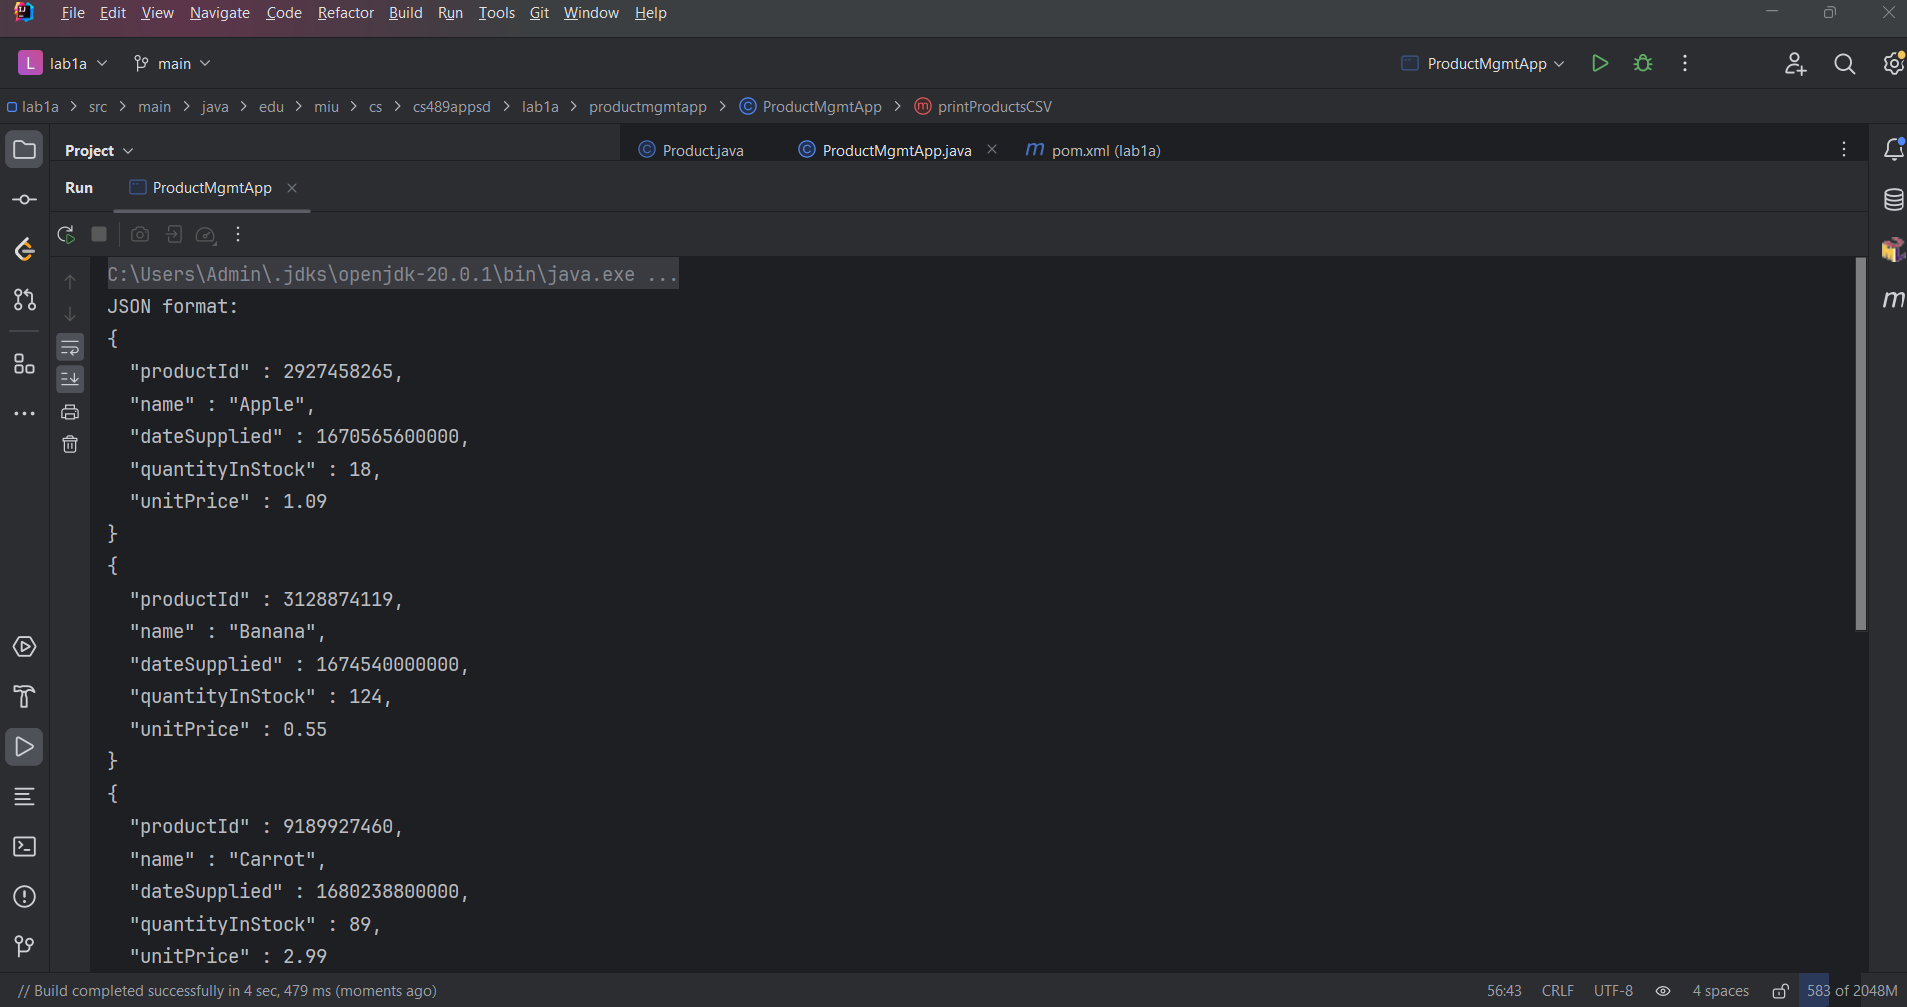 File Edit View Navigate Code Refactor Build Run Tools Git Window Help
L lab1a main ProductMgmtApp
lab1a > src > main > java > edu > miu > cs > cs489appsd > lab1a > productmgmtapp > ProductMgmtApp > printProductsCSV
Project Product.java ProductMgmtApp.java pom.xml (lab1a)
Run ProductMgmtApp
C:\Users\Admin\.jdks\openjdk-20.0.1\bin\java.exe ...
JSON format:
{
"productId" : 2927458265,
"name" : "Apple",
"dateSupplied" : 1670565600000,
"quantityInStock" : 18,
"unitPrice" : 1.09
}
{
"productId" : 3128874119,
"name" : "Banana",
"dateSupplied" : 1674540000000,
"quantityInStock" : 124,
"unitPrice" : 0.55
}
{
"productId" : 9189927460,
"name" : "Carrot",
"dateSupplied" : 1680238800000,
"quantityInStock" : 89,
"unitPrice" : 2.99
// Build completed successfully in 4 sec, 479 ms (moments ago) 56:43 CRLF UTF-8 4 spaces 583 of 2048M